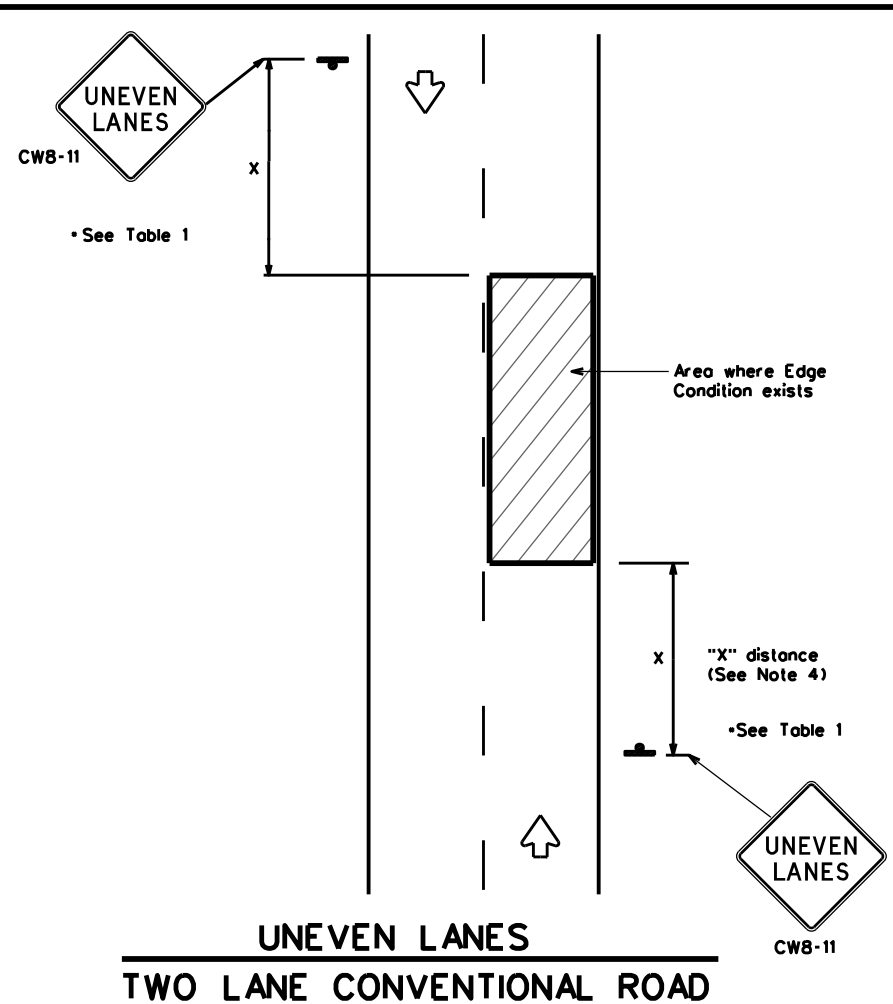 UNEVEN
LANES
CW8-11
X
*See Table 1
Area where Edge
Condition exists
X
"X" distance
(See Note 4)
*See Table 1
UNEVEN
LANES
CW8-11
UNEVEN LANES
TWO LANE CONVENTIONAL ROAD